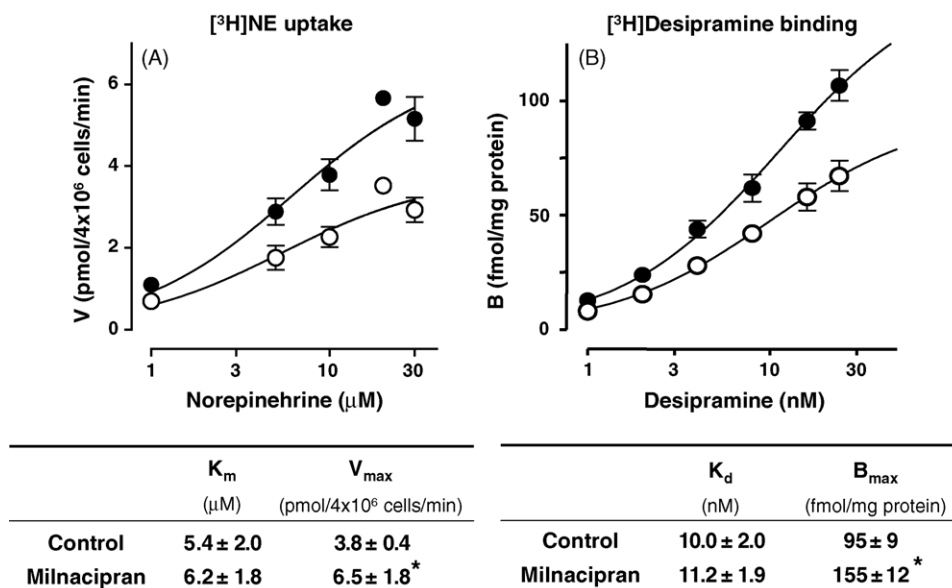 [³H]NE uptake
(A)
V (pmol/4x10⁶ cells/min)
6
4
2
0
1
3
10
30
Norepinehrine (μM)
[³H]Desipramine binding
(B)
B (fmol/mg protein)
100
50
0
1
3
10
30
Desipramine (nM)
Kₘ Vₘₐₓ
(μM) (pmol/4x10⁶ cells/min)
Control 5.4 ± 2.0 3.8 ± 0.4
Milnacipran 6.2 ± 1.8 6.5 ± 1.8*
K_d Bₘₐₓ
(nM) (fmol/mg protein)
Control 10.0 ± 2.0 95 ± 9
Milnacipran 11.2 ± 1.9 155 ± 12*